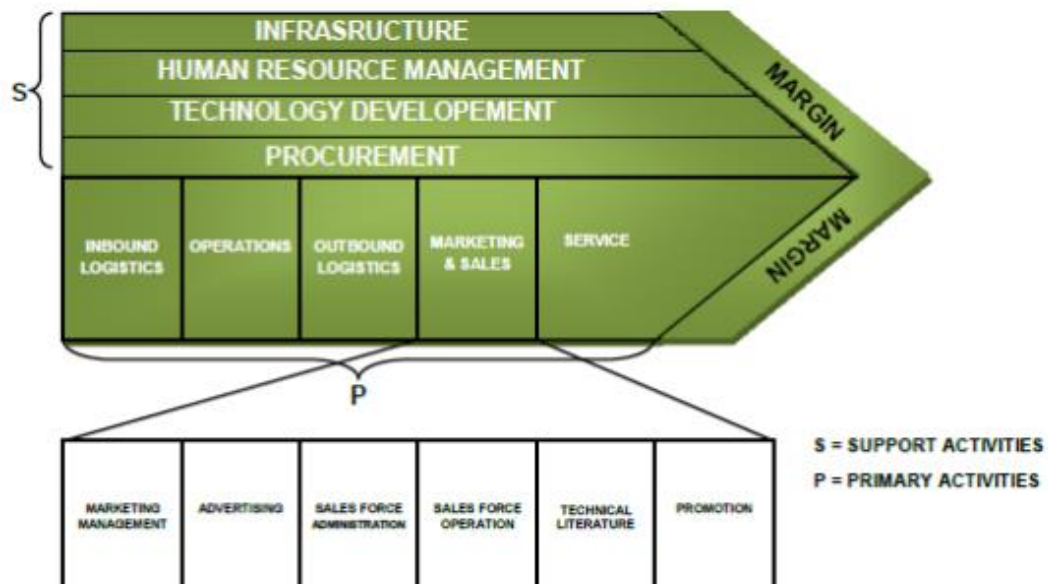 INFRASRUCTURE
HUMAN RESOURCE MANAGEMENT
TECHNOLOGY DEVELOPEMENT
PROCUREMENT
S
MARGIN
MARGIN
INBOUND
LOGISTICS
OPERATIONS
OUTBOUND
LOGISTICS
MARKETING
& SALES
SERVICE
P
MARKETING
MANAGEMENT
ADVERTISING
SALES FORCE
ADMINISTRATION
SALES FORCE
OPERATION
TECHNICAL
LITERATURE
PROMOTION
S = SUPPORT ACTIVITIES
P = PRIMARY ACTIVITIES